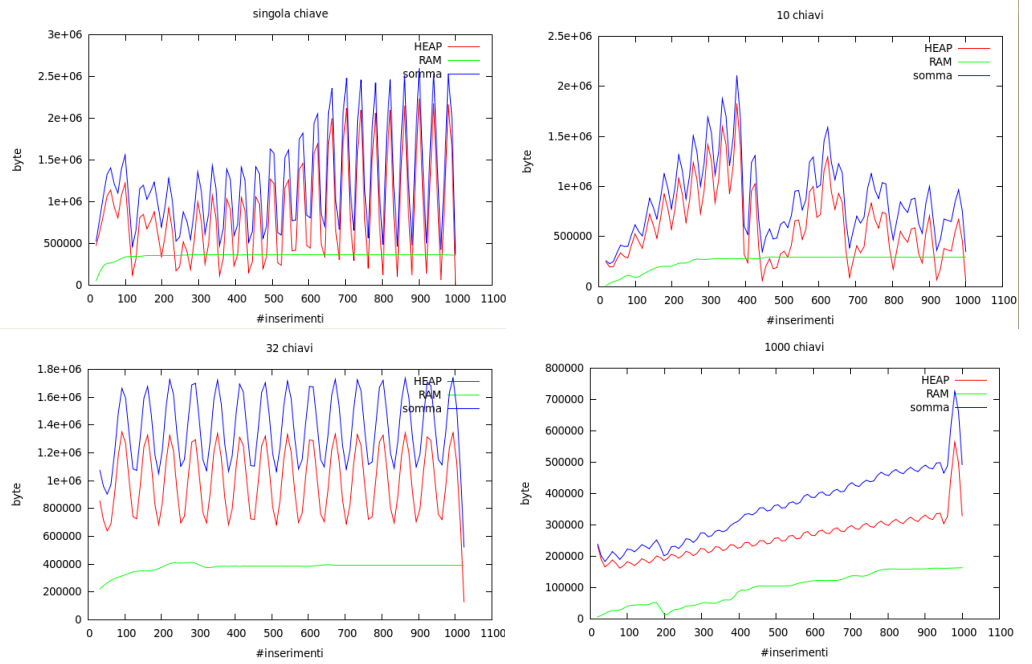 singola chiave
3e+06
2.5e+06
2e+06
1.5e+06
1e+06
500000
0
byte
HEAP
RAM
somma
0 100 200 300 400 500 600 700 800 900 1000 1100
#inserimenti
10 chiavi
2.5e+06
2e+06
1.5e+06
1e+06
500000
0
byte
HEAP
RAM
somma
0 100 200 300 400 500 600 700 800 900 1000 1100
#inserimenti
32 chiavi
1.8e+06
1.6e+06
1.4e+06
1.2e+06
1e+06
800000
600000
400000
200000
0
byte
HEAP
RAM
somma
0 100 200 300 400 500 600 700 800 900 1000 1100
#inserimenti
1000 chiavi
800000
700000
600000
500000
400000
300000
200000
100000
0
byte
HEAP
RAM
somma
0 100 200 300 400 500 600 700 800 900 1000 1100
#inserimenti